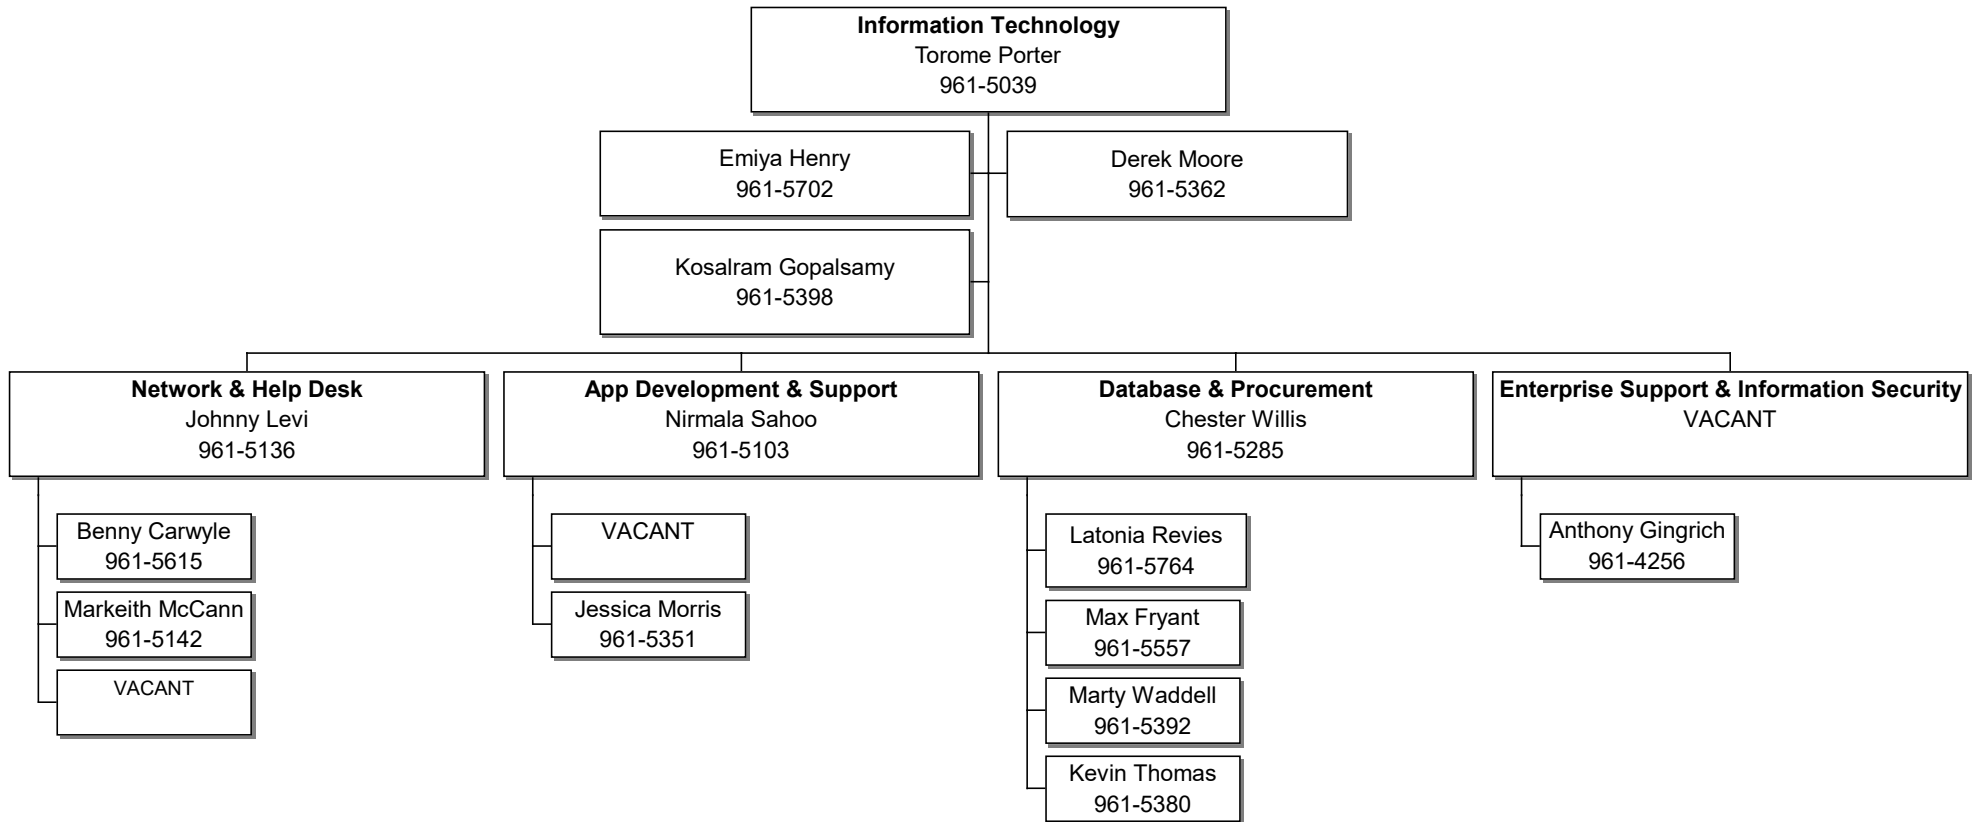 Information Technology
Torome Porter
961-5039
Emiya Henry
961-5702
Derek Moore
961-5362
Kosalram Gopalsamy
961-5398
Network & Help Desk
Johnny Levi
961-5136
App Development & Support
Nirmala Sahoo
961-5103
Database & Procurement
Chester Willis
961-5285
Enterprise Support & Information Security
VACANT
Benny Carwyle
961-5615
Markeith McCann
961-5142
VACANT
VACANT
Jessica Morris
961-5351
Latonia Revies
961-5764
Max Fryant
961-5557
Marty Waddell
961-5392
Kevin Thomas
961-5380
Anthony Gingrich
961-4256